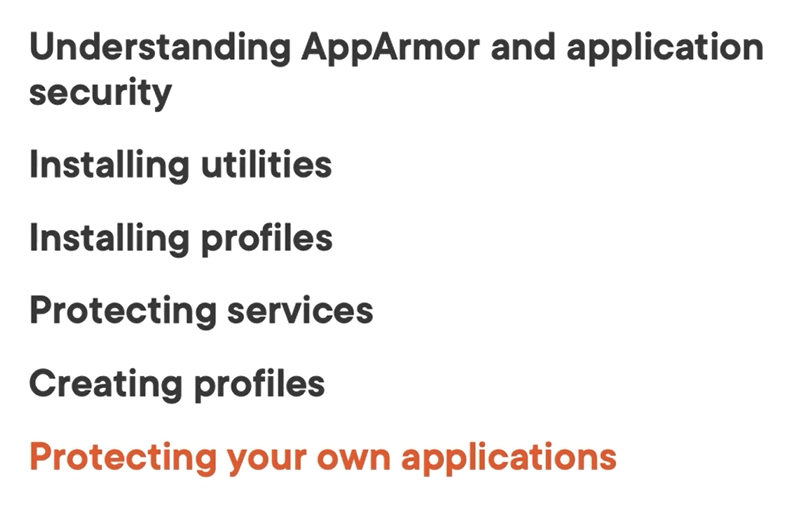 Understanding AppArmor and application
security
Installing utilities
Installing profiles
Protecting services
Creating profiles
Protecting your own applications